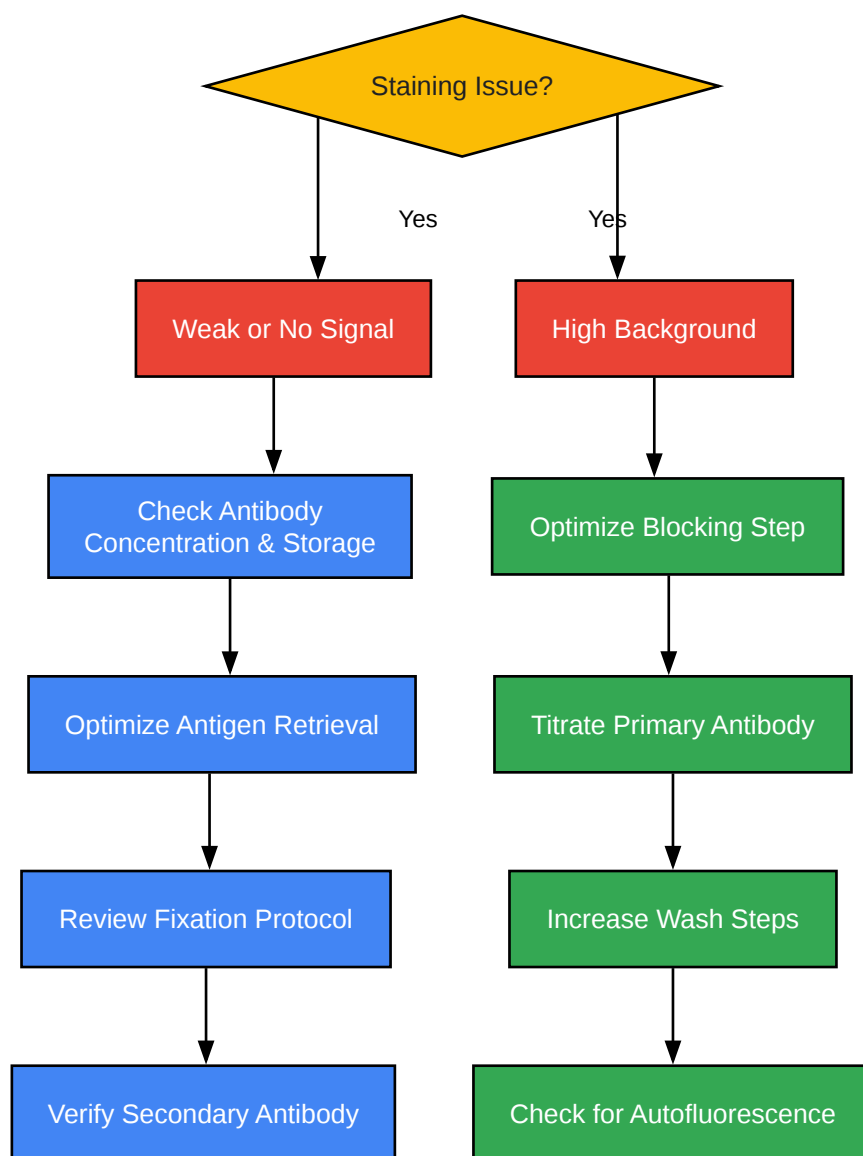 Staining Issue?
Yes
Yes
Weak or No Signal
High Background
Check Antibody
Concentration & Storage
Optimize Blocking Step
Optimize Antigen Retrieval
Titrate Primary Antibody
Review Fixation Protocol
Increase Wash Steps
Verify Secondary Antibody
Check for Autofluorescence